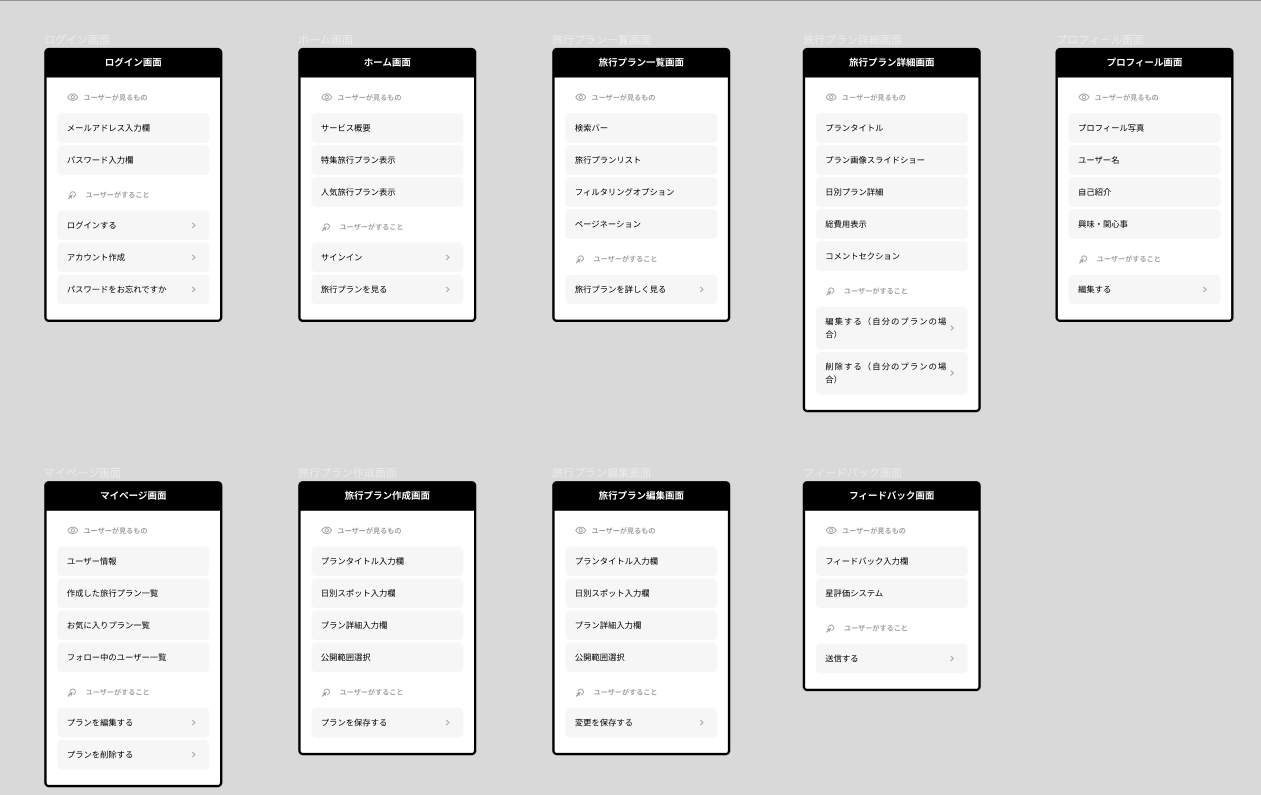 ログイン画面
ログイン画面
ユーザーが見るもの
メールアドレス入力欄
パスワード入力欄
ユーザーがすること
ログインする
アカウント作成
パスワードをお忘れですか
ホーム画面
ホーム画面
ユーザーが見るもの
サービス概要
特集旅行プラン表示
人気旅行プラン表示
ユーザーがすること
サインイン
旅行プランを見る
旅行プラン一覧画面
旅行プラン一覧画面
ユーザーが見るもの
検索バー
旅行プランリスト
フィルタリングオプション
ページネーション
ユーザーがすること
旅行プランを詳しく見る
旅行プラン詳細画面
旅行プラン詳細画面
ユーザーが見るもの
プランタイトル
プラン画像スライドショー
日別プラン詳細
総費用表示
コメントセクション
ユーザーがすること
編集する（自分のプランの場
合）
削除する（自分のプランの場
合）
プロフィール画面
プロフィール画面
ユーザーが見るもの
プロフィール写真
ユーザー名
自己紹介
興味・関心事
ユーザーがすること
編集する
マイページ画面
マイページ画面
ユーザーが見るもの
ユーザー情報
作成した旅行プラン一覧
お気に入りプラン一覧
フォロー中のユーザー一覧
ユーザーがすること
プランを編集する
プランを削除する
旅行プラン作成画面
旅行プラン作成画面
ユーザーが見るもの
プランタイトル入力欄
日別スポット入力欄
プラン詳細入力欄
公開範囲選択
ユーザーがすること
プランを保存する
旅行プラン編集画面
旅行プラン編集画面
ユーザーが見るもの
プランタイトル入力欄
日別スポット入力欄
プラン詳細入力欄
公開範囲選択
ユーザーがすること
変更を保存する
フィードバック画面
フィードバック画面
ユーザーが見るもの
フィードバック入力欄
星評価システム
ユーザーがすること
送信する